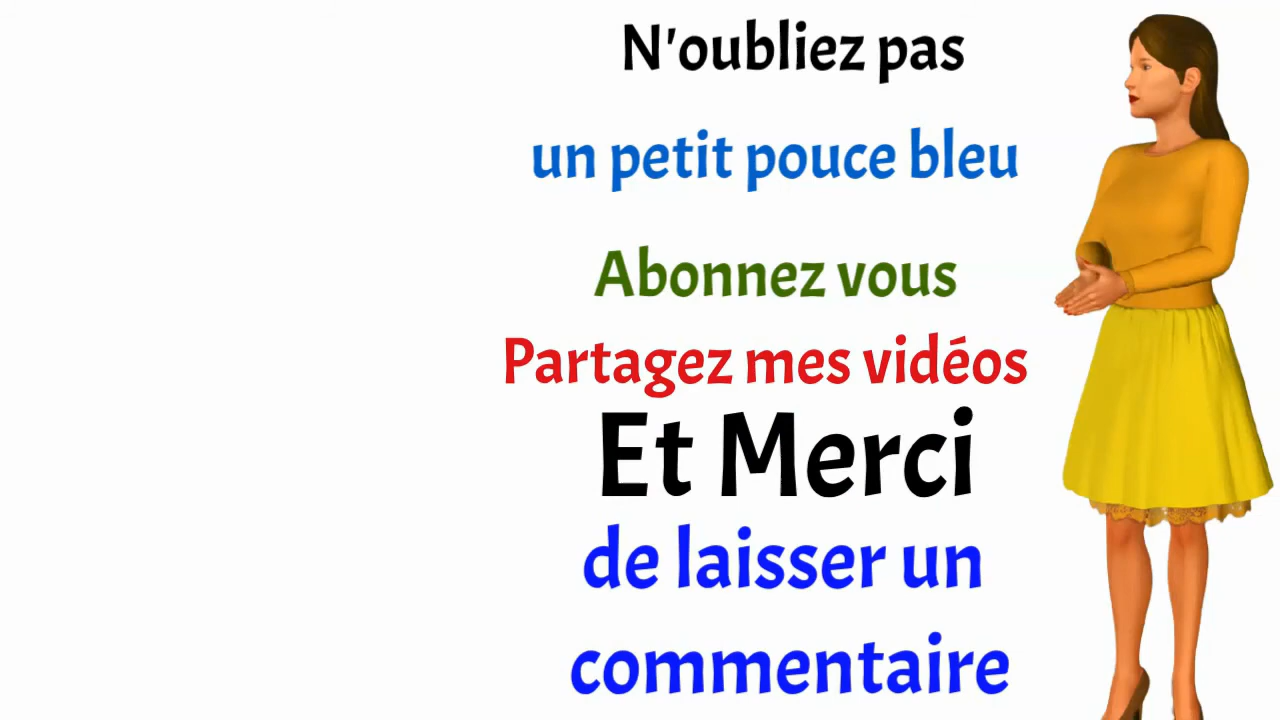 N'oubliez pas
un petit pouce bleu
Abonnez vous
Partagez mes vidéos
Et Merci
de laisser un
commentaire